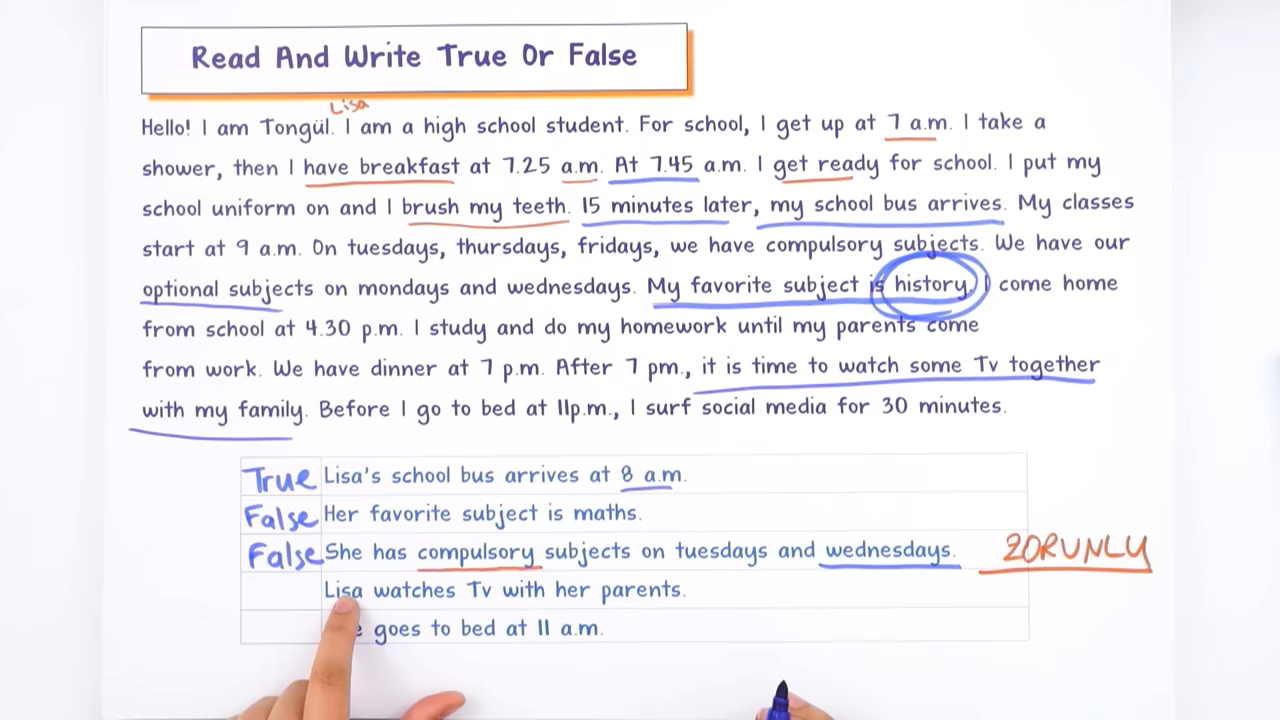 Read And Write True Or False
Lisa
Hello! I am Tongül. I am a high school student. For school, I get up at 7 a.m. I take a
shower, then I have breakfast at 7.25 a.m. At 7.45 a.m. I get ready for school. I put my
school uniform on and I brush my teeth. 15 minutes later, my school bus arrives. My classes
start at 9 a.m. On tuesdays, thursdays, fridays, we have compulsory subjects. We have our
optional subjects on mondays and wednesdays. My favorite subject is history. I come home
from school at 4.30 p.m. I study and do my homework until my parents come
from work. We have dinner at 7 p.m. After 7 pm., it is time to watch some Tv together
with my family. Before I go to bed at 11p.m., I surf social media for 30 minutes.
True Lisa's school bus arrives at 8 a.m.
False Her favorite subject is maths.
False She has compulsory subjects on tuesdays and wednesdays. ZORUNLU
Lisa watches Tv with her parents.
goes to bed at 11 a.m.